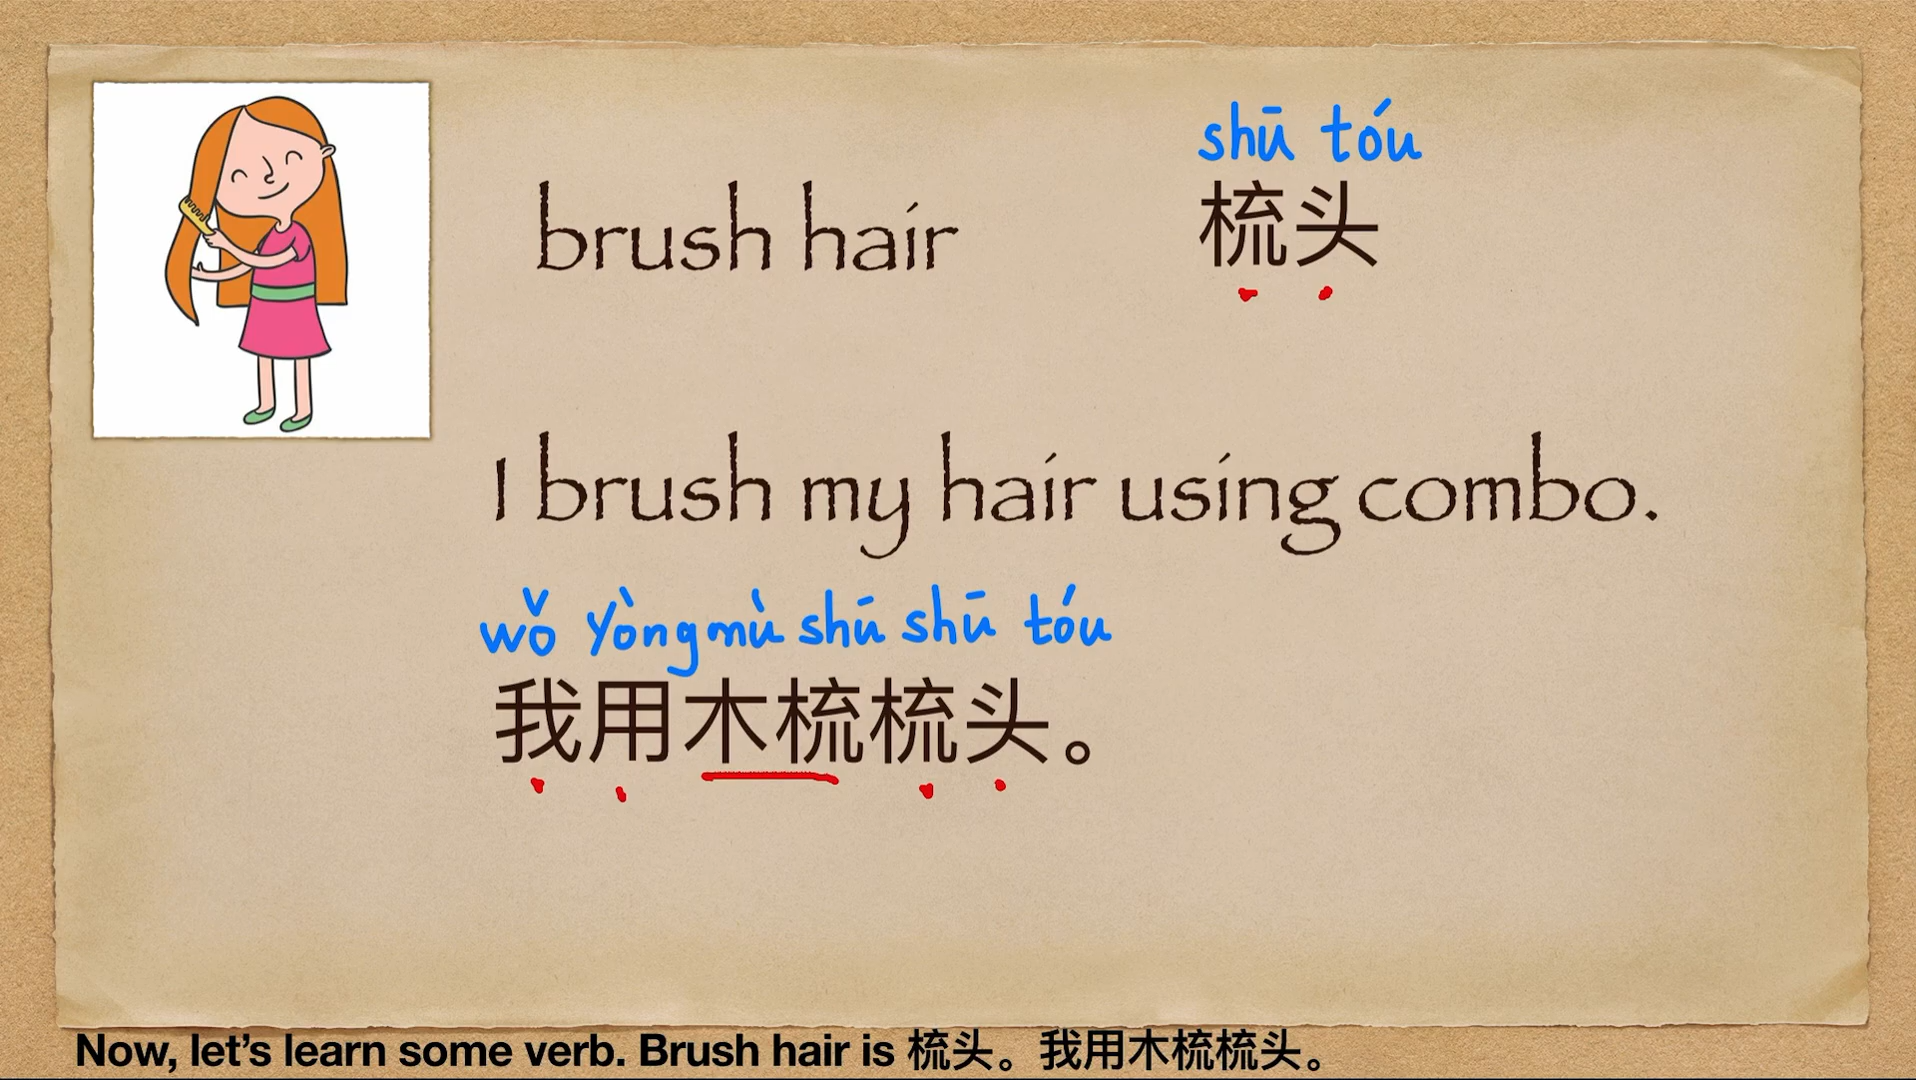 shū tóu
brush hair 梳头
I brush my hair using combo.
wǒ Yòng mù shū shū tóu
我用木梳梳头。
Now, let’s learn some verb. Brush hair is 梳头。我用木梳梳头。